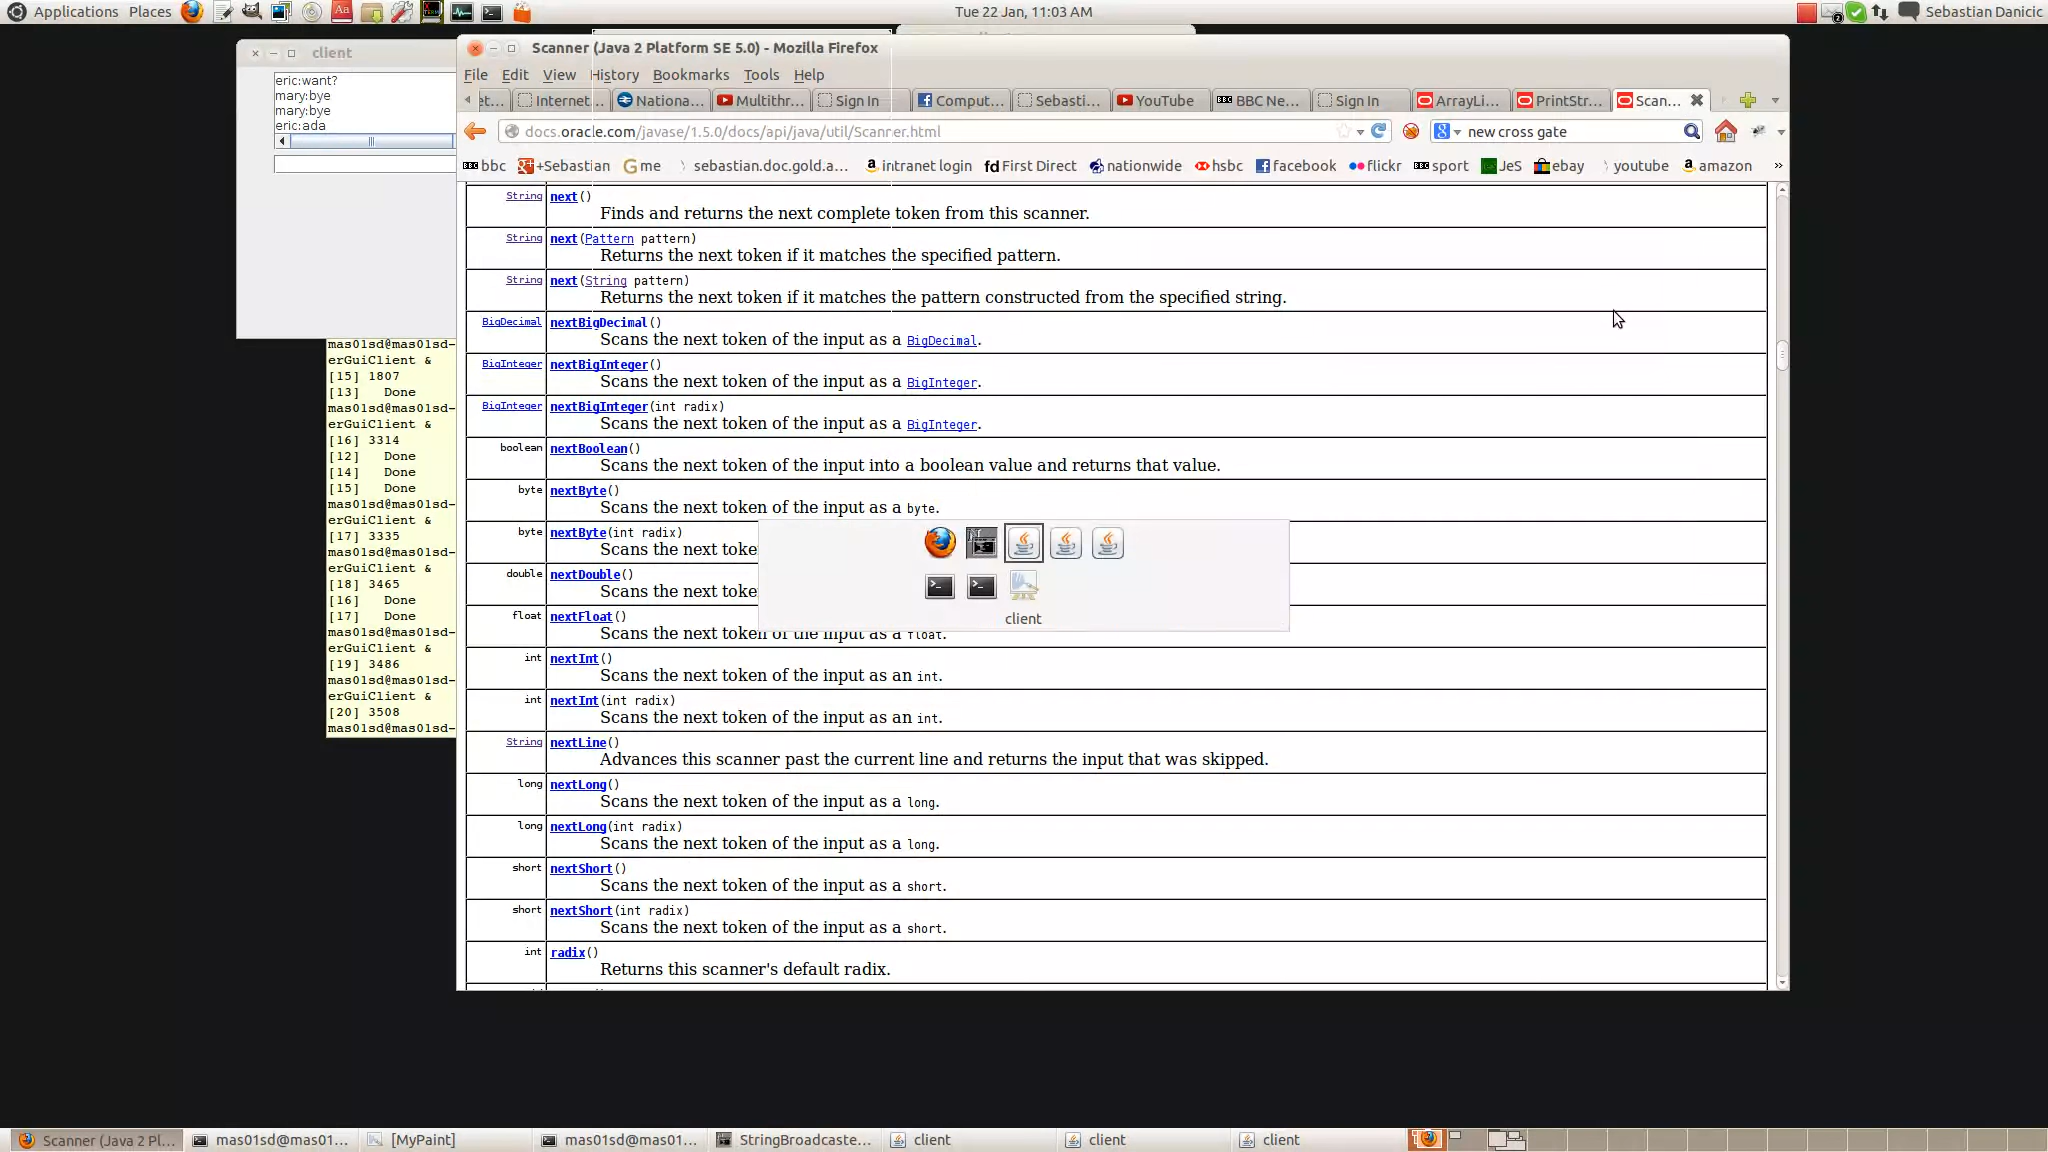 Applications Places
Tue 22 Jan, 11:03 AM
Sebastian Danicic
client
eric:want?
mary:bye
mary:bye
eric:ada
mas01sd@mas01sd-
erGuiClient &
[15] 1807
[13]   Done
mas01sd@mas01sd-
erGuiClient &
[16] 3314
[12]   Done
[14]   Done
[15]   Done
mas01sd@mas01sd-
erGuiClient &
[17] 3335
mas01sd@mas01sd-
erGuiClient &
[18] 3465
[16]   Done
[17]   Done
mas01sd@mas01sd-
erGuiClient &
[19] 3486
mas01sd@mas01sd-
erGuiClient &
[20] 3508
mas01sd@mas01sd-
Scanner (Java 2 Platform SE 5.0) - Mozilla Firefox
File Edit View History Bookmarks Tools Help
et... Internet... Nationa... Multithr... Sign In Comput... Sebasti... YouTube BBC Ne... Sign In ArrayLi... PrintStr... Scan...
docs.oracle.com/javase/1.5.0/docs/api/java/util/Scanner.html new cross gate
bbc +Sebastian me sebastian.doc.gold.a... intranet login First Direct nationwide hsbc facebook flickr sport JeS ebay youtube amazon »
String next()
Finds and returns the next complete token from this scanner.
String next(Pattern pattern)
Returns the next token if it matches the specified pattern.
String next(String pattern)
Returns the next token if it matches the pattern constructed from the specified string.
BigDecimal nextBigDecimal()
Scans the next token of the input as a BigDecimal.
BigInteger nextBigInteger()
Scans the next token of the input as a BigInteger.
BigInteger nextBigInteger(int radix)
Scans the next token of the input as a BigInteger.
boolean nextBoolean()
Scans the next token of the input into a boolean value and returns that value.
byte nextByte()
Scans the next token of the input as a byte.
byte nextByte(int radix)
Scans the next toke
double nextDouble()
Scans the next toke
float nextFloat()
Scans the next token of the input as a float.
int nextInt()
Scans the next token of the input as an int.
int nextInt(int radix)
Scans the next token of the input as an int.
String nextLine()
Advances this scanner past the current line and returns the input that was skipped.
long nextLong()
Scans the next token of the input as a long.
long nextLong(int radix)
Scans the next token of the input as a long.
short nextShort()
Scans the next token of the input as a short.
short nextShort(int radix)
Scans the next token of the input as a short.
int radix()
Returns this scanner's default radix.
client
Scanner (Java 2 Pl... mas01sd@mas01... [MyPaint] mas01sd@mas01... StringBroadcaste... client client client